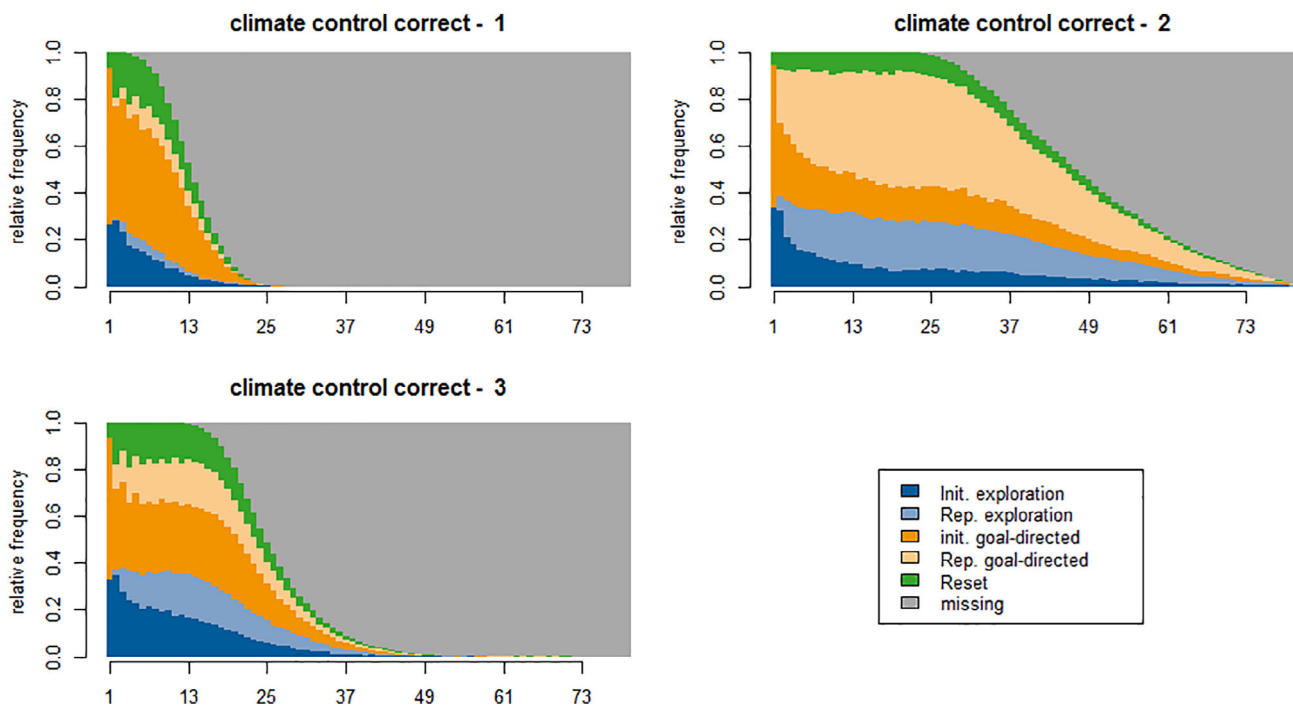 climate control correct - 1
relative frequency
0.0 0.2 0.4 0.6 0.8 1.0
1 13 25 37 49 61 73
climate control correct - 2
relative frequency
0.0 0.2 0.4 0.6 0.8 1.0
1 13 25 37 49 61 73
climate control correct - 3
relative frequency
0.0 0.2 0.4 0.6 0.8 1.0
1 13 25 37 49 61 73
Init. exploration
Rep. exploration
init. goal-directed
Rep. goal-directed
Reset
missing